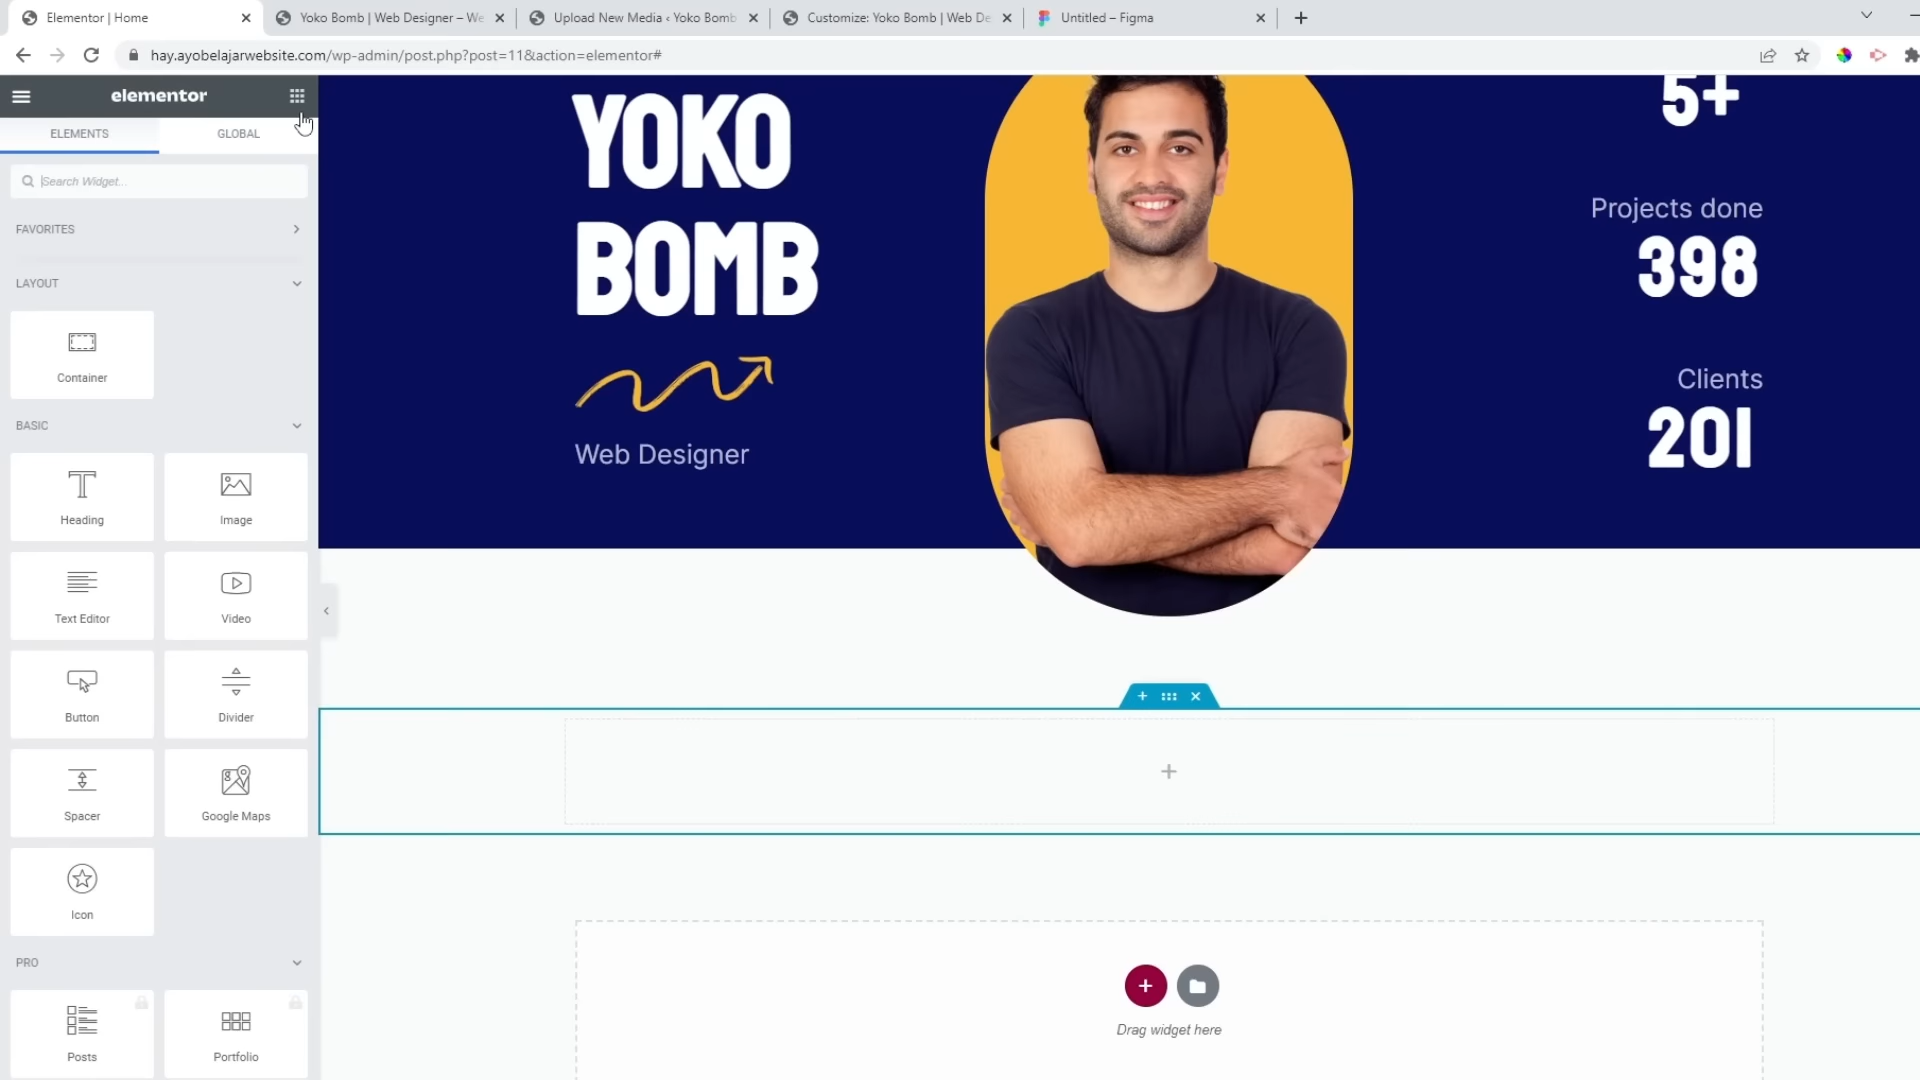 Elementor | Home
Yoko Bomb | Web Designer – We
Upload New Media ‹ Yoko Bomb
Customize: Yoko Bomb | Web De
Untitled – Figma
hay.ayobelajarwebsite.com/wp-admin/post.php?post=11&action=elementor#
elementor
ELEMENTS
GLOBAL
Search Widget...
FAVORITES
LAYOUT
Container
BASIC
Heading
Image
Text Editor
Video
Button
Divider
Spacer
Google Maps
Icon
PRO
Posts
Portfolio
YOKO
BOMB
Web Designer
5+
Projects done
398
Clients
201
Drag widget here